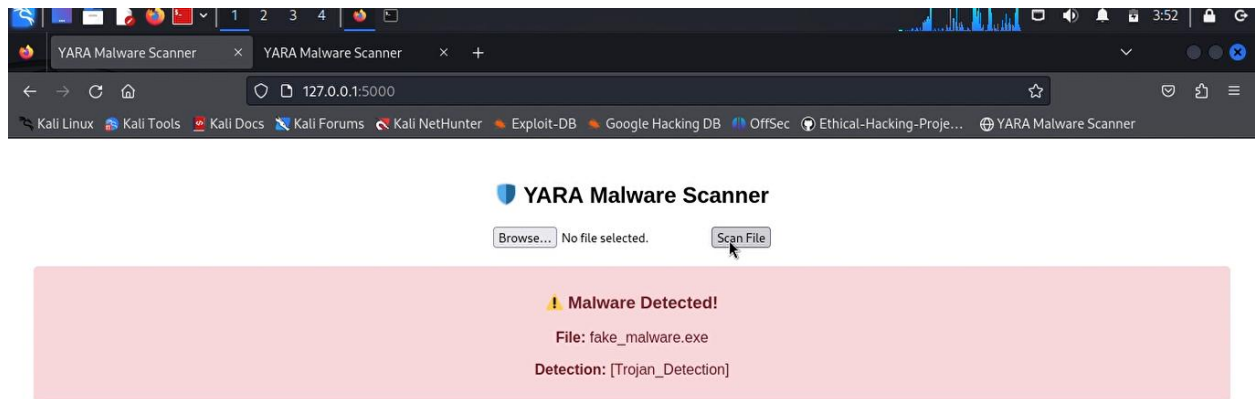 1 2 3 4 3:52
YARA Malware Scanner × YARA Malware Scanner × +
127.0.0.1:5000
Kali Linux Kali Tools Kali Docs Kali Forums Kali NetHunter Exploit-DB Google Hacking DB OffSec Ethical-Hacking-Proje... YARA Malware Scanner
YARA Malware Scanner
Browse... No file selected. Scan File
Malware Detected!
File: fake_malware.exe
Detection: [Trojan_Detection]